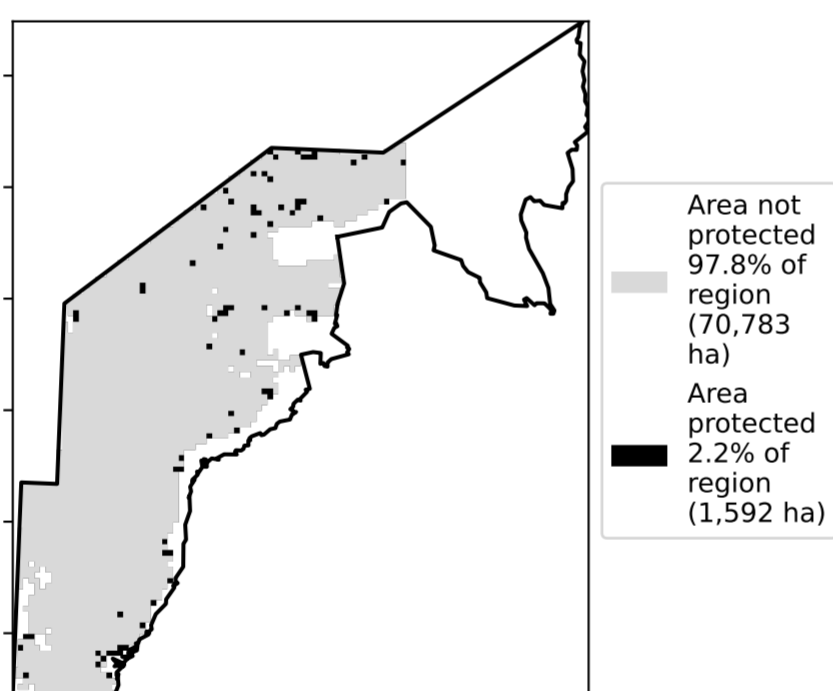 Area not
protected
97.8% of
region
(70,783
ha)
Area
protected
2.2% of
region
(1,592 ha)